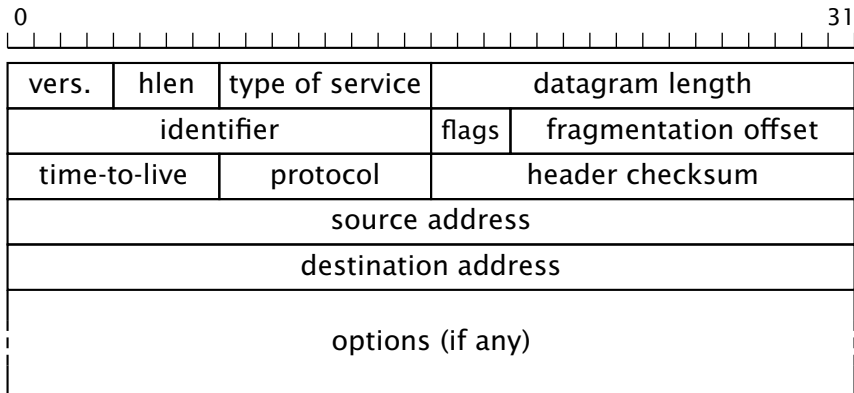 0 31
vers. hlen type of service datagram length
identifier flags fragmentation offset
time-to-live protocol header checksum
source address
destination address
options (if any)